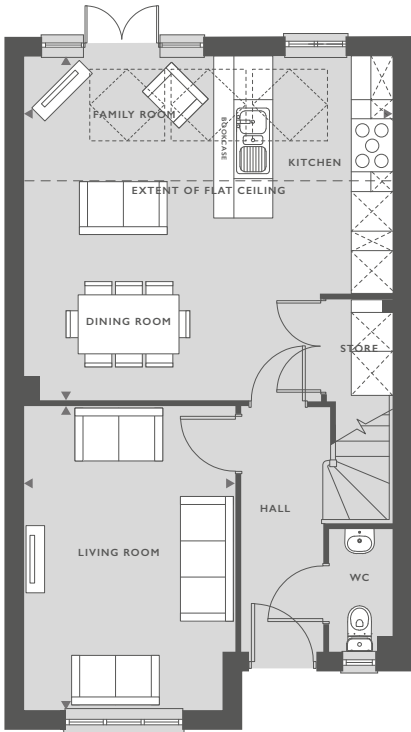 FAMILY ROOM
BOOKCASE
KITCHEN
EXTENT OF FLAT CEILING
DINING ROOM
STORE
HALL
LIVING ROOM
WC